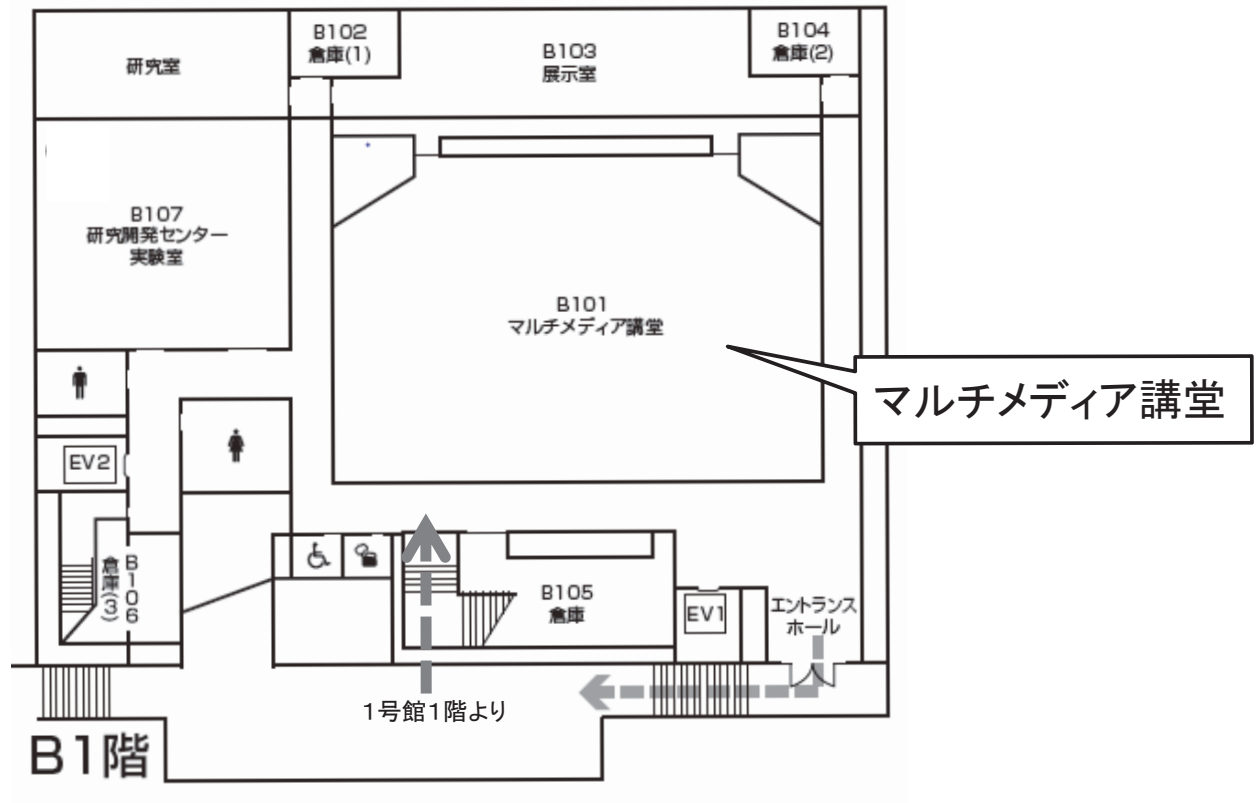 研究室
B102
倉庫(1)
B103
展示室
B104
倉庫(2)
B107
研究開発センター
実験室
B101
マルチメディア講堂
マルチメディア講堂
EV2
B106
倉庫(3)
B105
倉庫
EV1
エントランス
ホール
1号館1階より
B1階